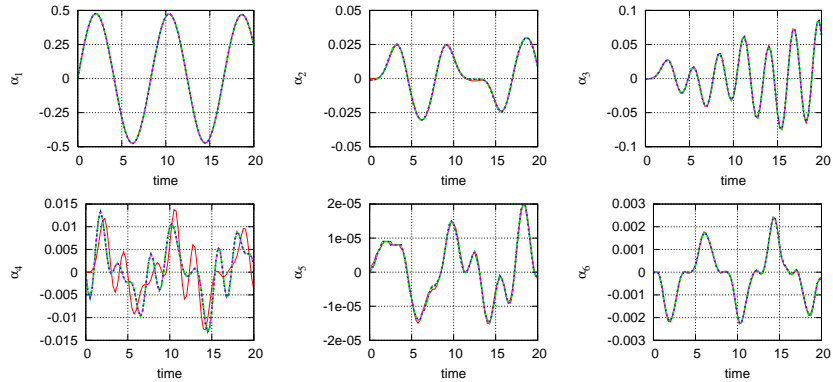 0.5
0.25
0
-0.25
-0.5
0 5 10 15 20
α1
time
0.05
0.025
0
-0.025
-0.05
0 5 10 15 20
α2
time
0.1
0.05
0
-0.05
-0.1
0 5 10 15 20
α3
time
0.015
0.01
0.005
0
-0.005
-0.01
-0.015
0 5 10 15 20
α4
time
2e-05
1e-05
0
-1e-05
-2e-05
0 5 10 15 20
α5
time
0.003
0.002
0.001
0
-0.001
-0.002
-0.003
0 5 10 15 20
α6
time